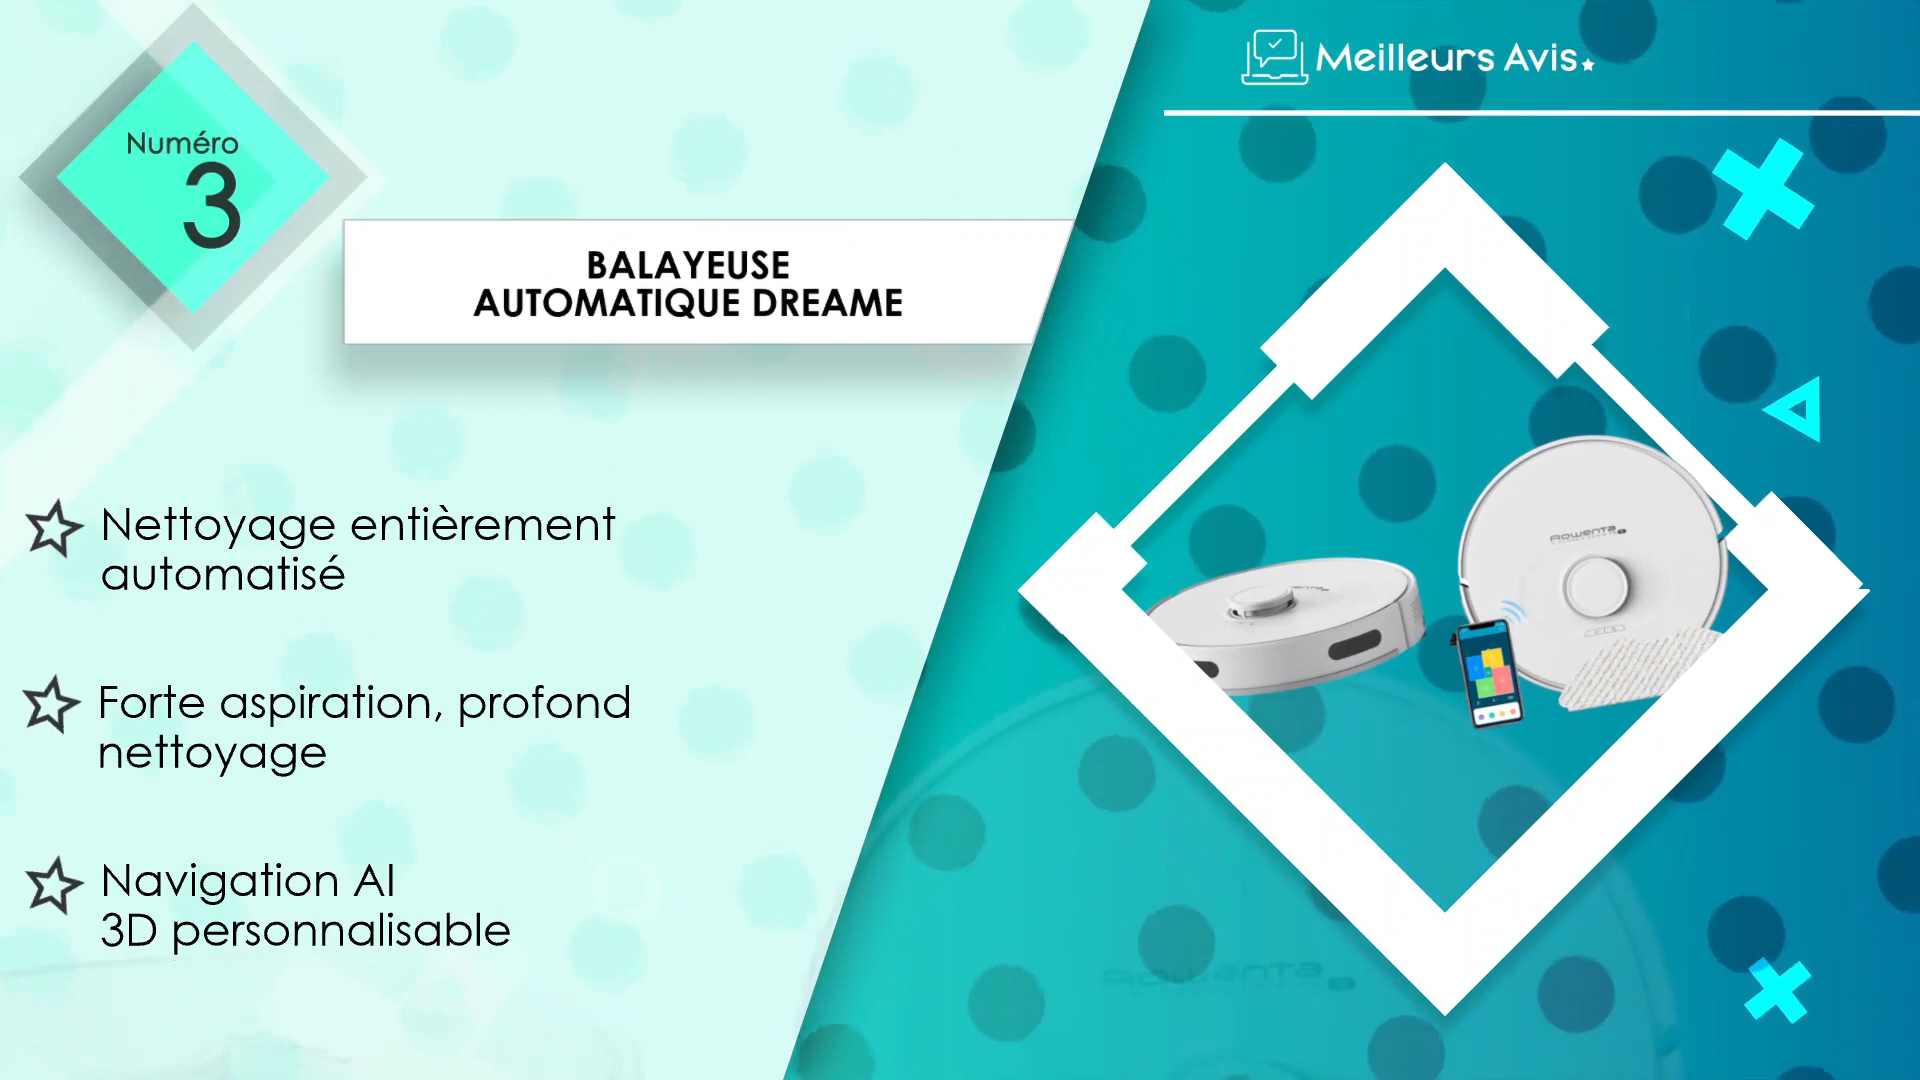 Numéro
3
BALAYEUSE
AUTOMATIQUE DREAME
Nettoyage entièrement
automatisé
Forte aspiration, profond
nettoyage
Navigation AI
3D personnalisable
Meilleurs Avis
Rowenta
Rowenta